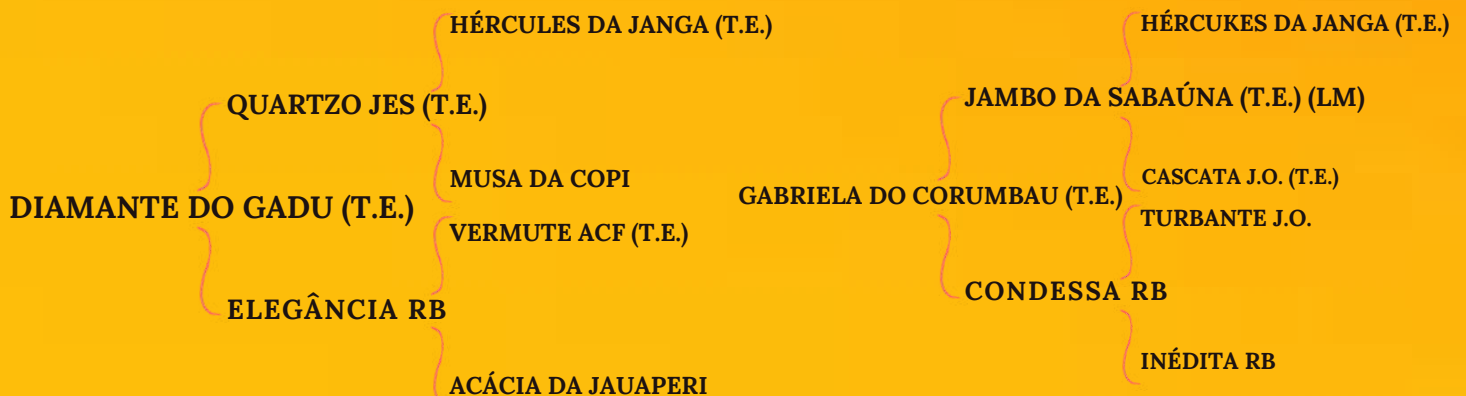 HÉRCULES DA JANGA (T.E.)
QUARTZO JES (T.E.)
MUSA DA COPI
DIAMANTE DO GADU (T.E.)
VERMUTE ACF (T.E.)
ELEGÂNCIA RB
ACÁCIA DA JAUAPERI
HÉRCUKES DA JANGA (T.E.)
JAMBO DA SABAÚNA (T.E.) (LM)
CASCATA J.O. (T.E.)
GABRIELA DO CORUMBAU (T.E.)
TURBANTE J.O.
CONDESSA RB
INÉDITA RB